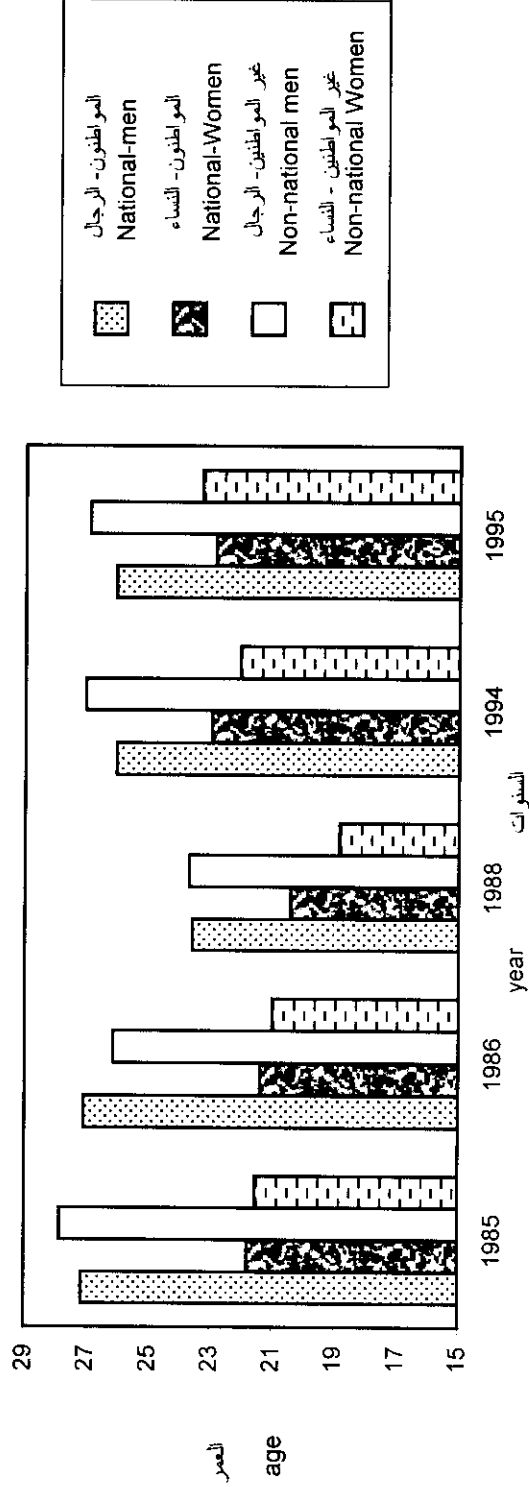 العمر
age
29
27
25
23
21
19
17
15
1985
1986
1988
1994
1995
year
السنوات
المواطنون - الرجال
National-men
المواطنون - النساء
National-Women
غير المواطنين - الرجال
Non-national men
غير المواطنين - النساء
Non-national Women